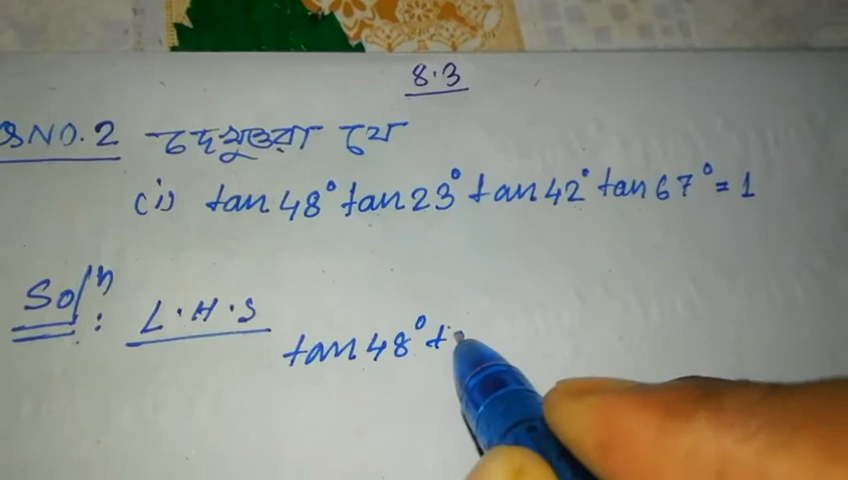 8.3
QNO.2 দেখুওৱা যে
(i) tan 48° tan 23° tan 42° tan 67° = 1
Solⁿ: L.H.S
tan 48° t